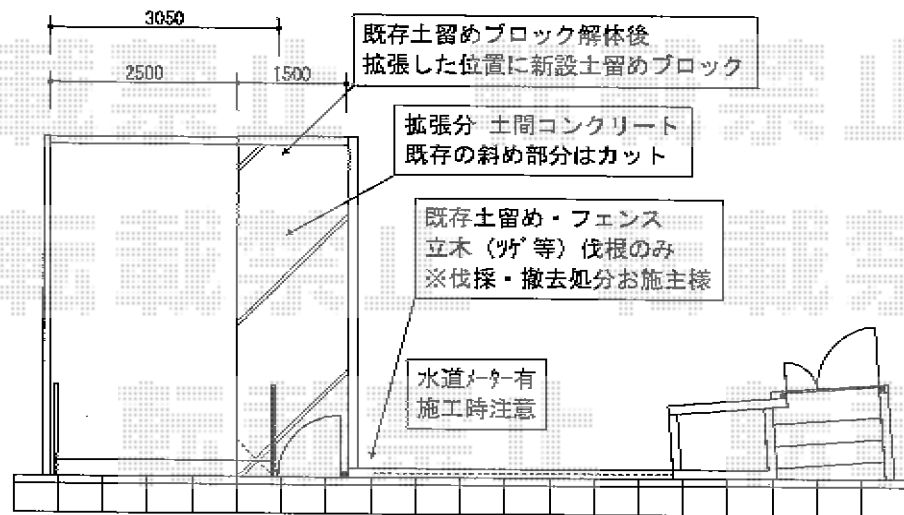 3050
2500
1500
既存土留めブロック解体後
拡張した位置に新設土留めブロック
拡張分 土間コンクリート
既存の斜め部分はカット
既存土留め・フェンス
立木（ﾂｹﾞ等）伐根のみ
※伐採・撤去処分お施主様
水道ﾒｰﾀｰ有
施工時注意